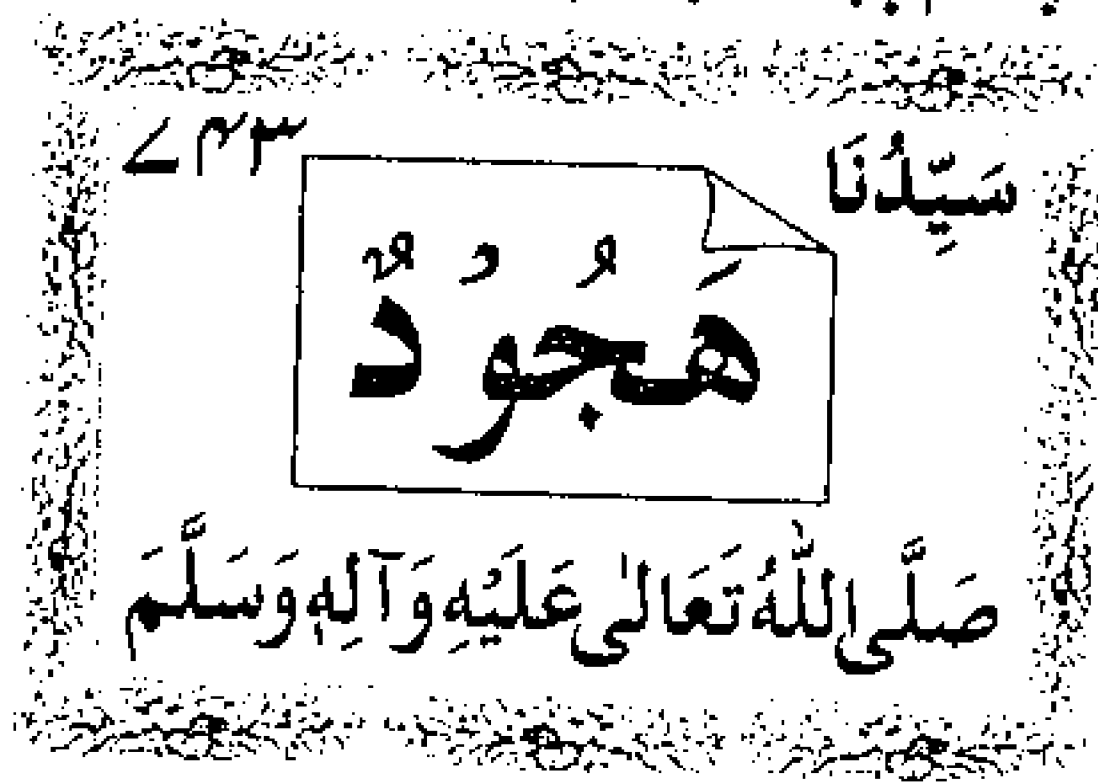 سَيِّدُنَا ۷۴۳
هَجُوْدٌ
صَلَّى اللّٰهُ تَعَالٰى عَلَيْهِ وَآلِهٖ وَسَلَّمَ